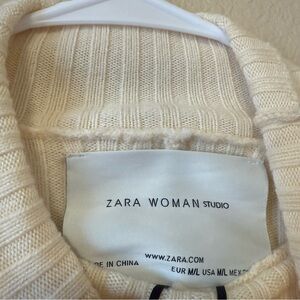 ZARA WOMAN STUDIO
WWW.ZARA.COM
DE IN CHINA
EUR M/L USA M/L MEX